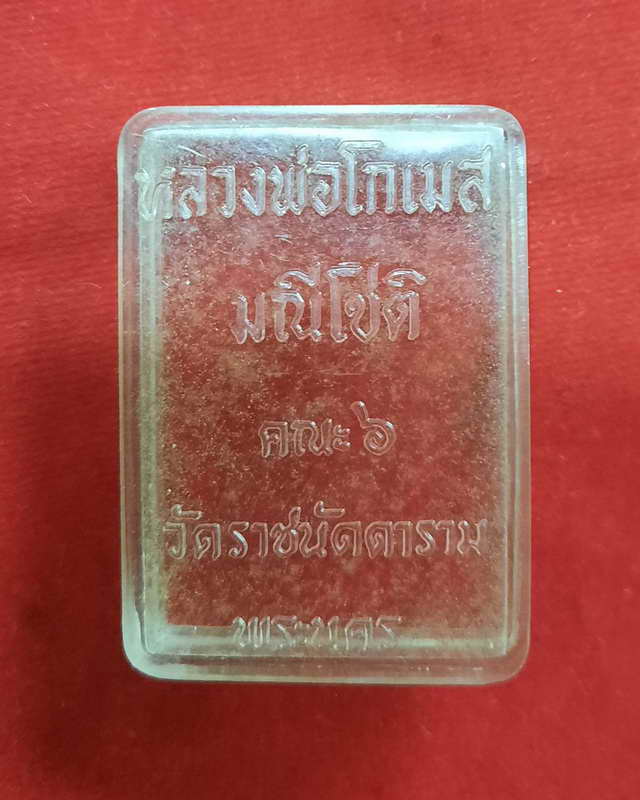 หลวงพ่อโกเมส
มณีโชติ
คณะ ๖
วัดราชนัดดาราม
พระนคร